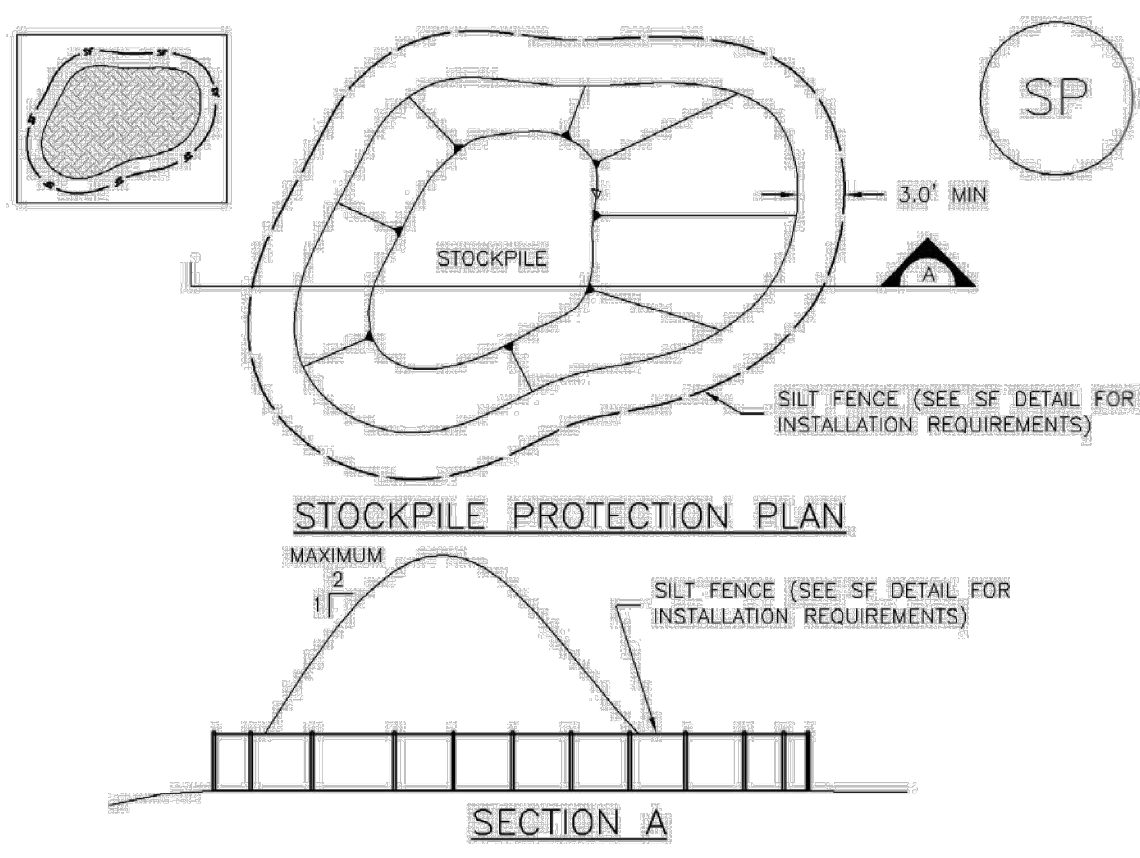 SP
3.0' MIN
STOCKPILE
A
SILT FENCE (SEE SF DETAIL FOR
INSTALLATION REQUIREMENTS)
STOCKPILE PROTECTION PLAN
MAXIMUM
2
1
SILT FENCE (SEE SF DETAIL FOR
INSTALLATION REQUIREMENTS)
SECTION A